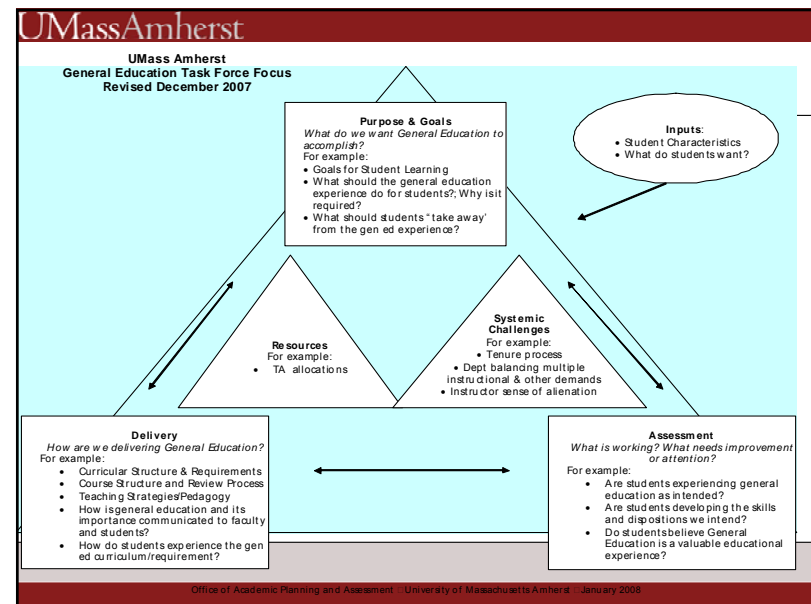 UMassAmherst
UMass Amherst
General Education Task Force Focus
Revised December 2007
Purpose & Goals
What do we want General Education to
accomplish?
For example:
• Goals for Student Learning
• What should the general education
experience do for students?; Why is it
required?
• What should students “take away’
from the gen ed experience?
Inputs:
• Student Characteristics
• What do students want?
Resources
For example:
• TA allocations
Systemic
Challenges
For example:
• Tenure process
• Dept balancing multiple
instructional & other demands
• Instructor sense of alienation
Delivery
How are we delivering General Education?
For example:
• Curricular Structure & Requirements
• Course Structure and Review Process
• Teaching Strategies/Pedagogy
• How is general education and its
importance communicated to faculty
and students?
• How do students experience the gen
ed curriculum/requirement?
Assessment
What is working? What needs improvement
or attention?
For example:
• Are students experiencing general
education as intended?
• Are students developing the skills
and dispositions we intend?
• Do students believe General
Education is a valuable educational
experience?
Office of Academic Planning and Assessment □ University of Massachusetts Amherst □ January 2008